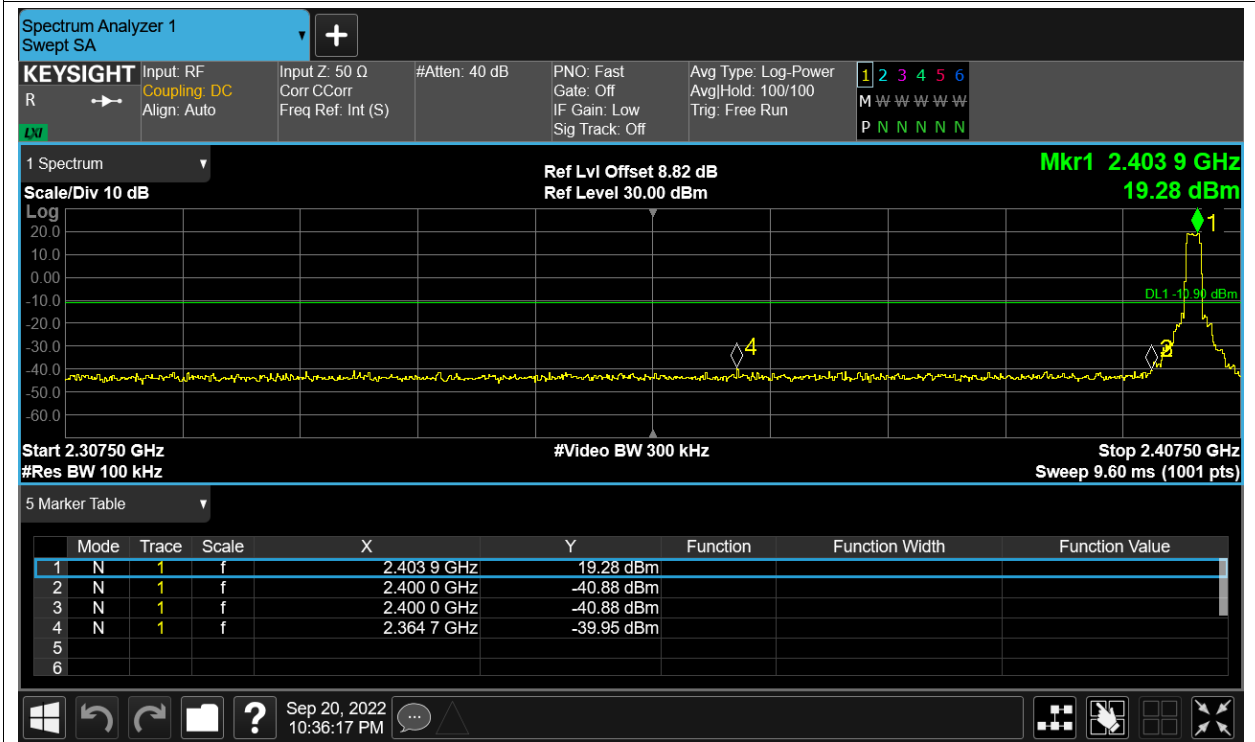 Spectrum Analyzer 1
Swept SA
+
KEYSIGHT Input: RF Input Z: 50 Ω #Atten: 40 dB PNO: Fast Avg Type: Log-Power 1 2 3 4 5 6
R Coupling: DC Corr CCorr Gate: Off Avg|Hold: 100/100 M W W W W W W
Align: Auto Freq Ref: Int (S) IF Gain: Low Trig: Free Run
LXI Sig Track: Off P N N N N N N
1 Spectrum Ref Lvl Offset 8.82 dB Mkr1 2.403 9 GHz
Scale/Div 10 dB Ref Level 30.00 dBm 19.28 dBm
Log
1
20.0
10.0
0.00
DL1 -10.90 dBm
-10.0
-20.0
-30.0
4
-40.0
-50.0
-60.0
Start 2.30750 GHz #Video BW 300 kHz Stop 2.40750 GHz
#Res BW 100 kHz Sweep 9.60 ms (1001 pts)
5 Marker Table
Mode Trace Scale X Y Function Function Width Function Value
1 N 1 f 2.403 9 GHz 19.28 dBm
2 N 1 f 2.400 0 GHz -40.88 dBm
3 N 1 f 2.400 0 GHz -40.88 dBm
4 N 1 f 2.364 7 GHz -39.95 dBm
5
6
? Sep 20, 2022
10:36:17 PM